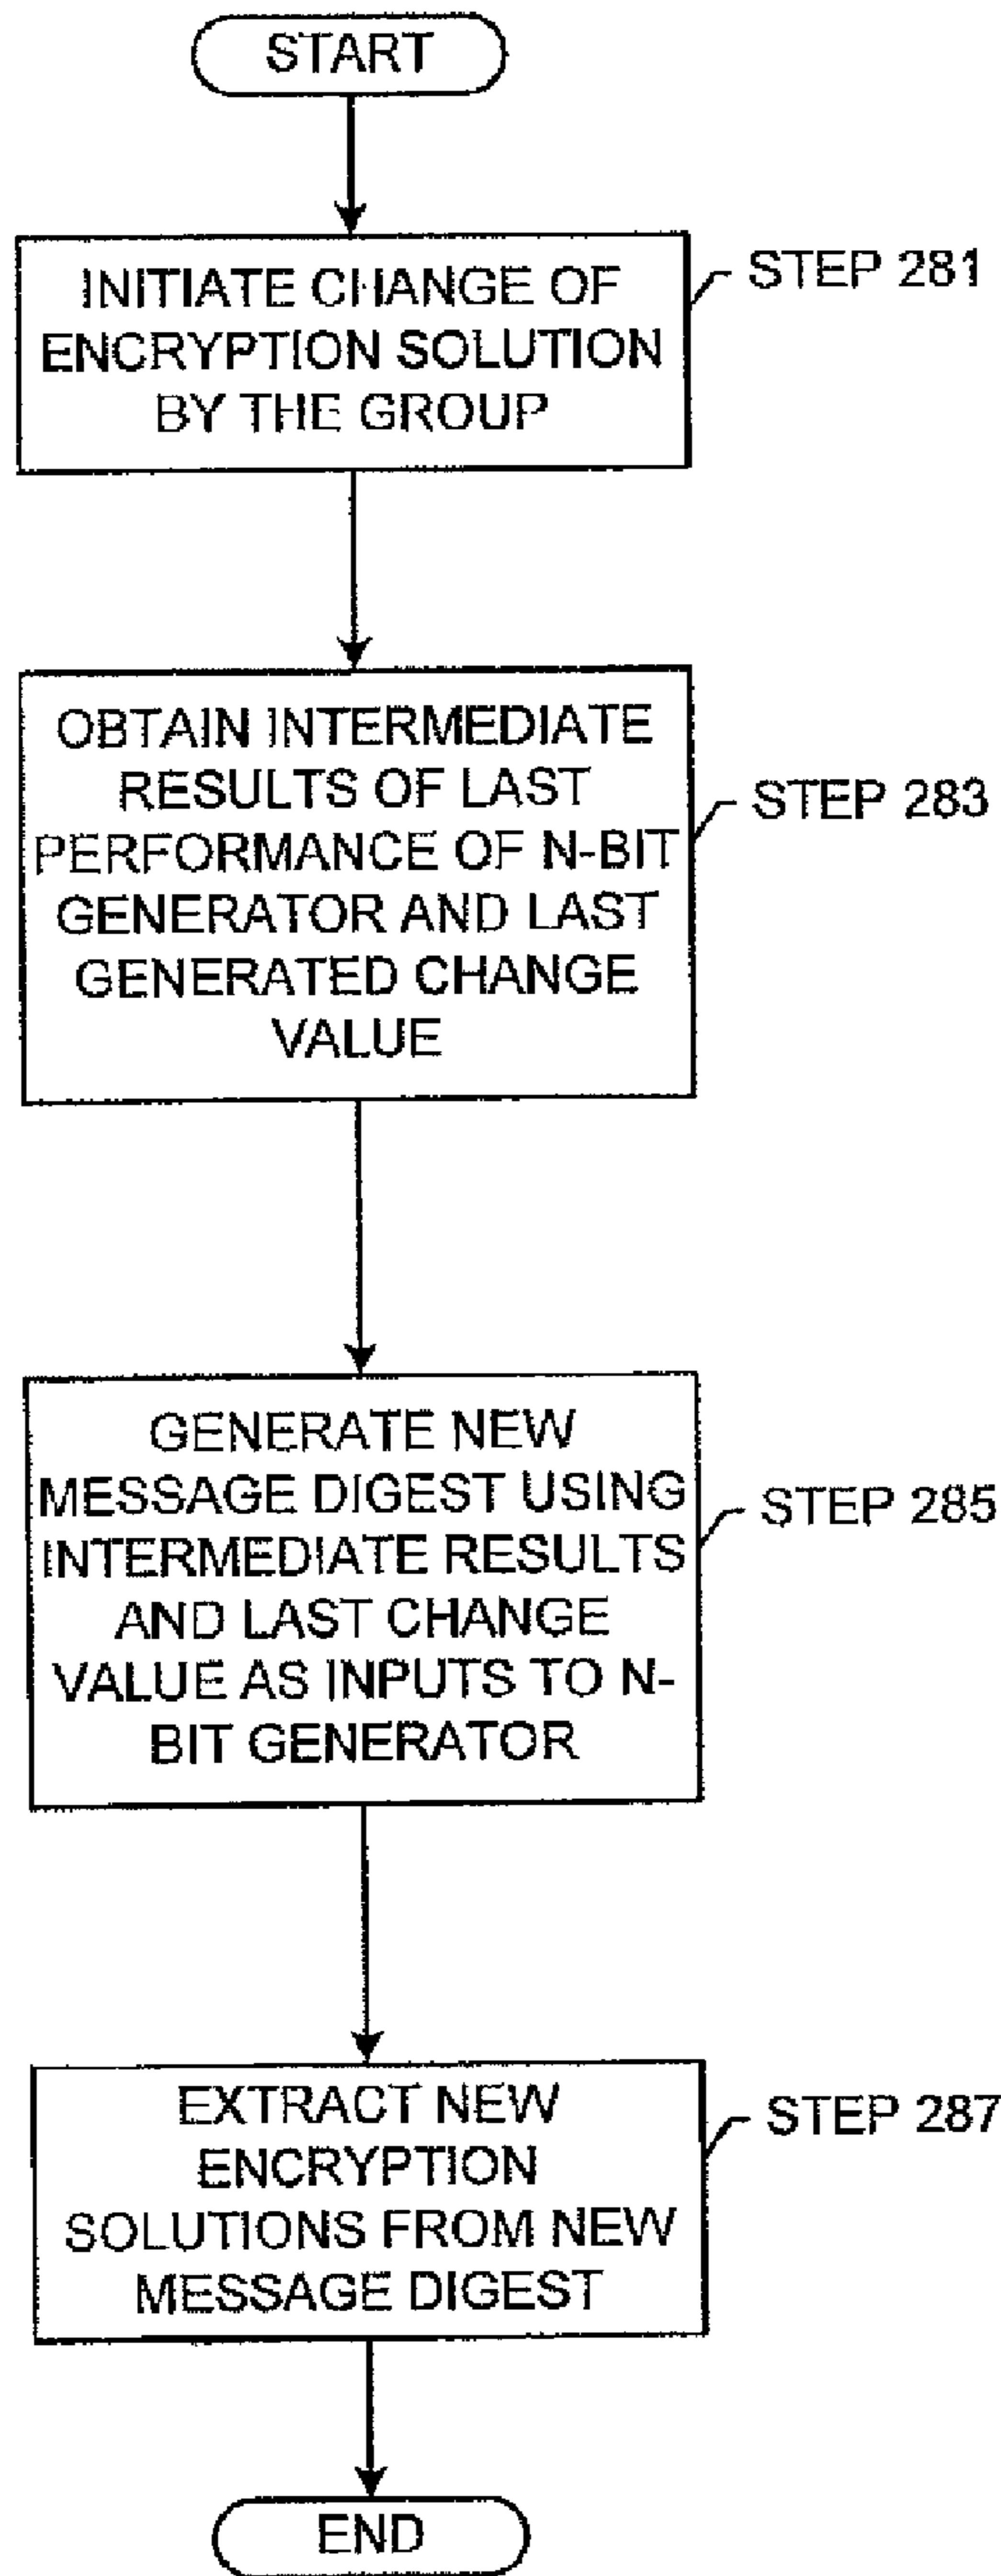 START
INITIATE CHANGE OF
ENCRYPTION SOLUTION
BY THE GROUP
STEP 281
OBTAIN INTERMEDIATE
RESULTS OF LAST
PERFORMANCE OF N-BIT
GENERATOR AND LAST
GENERATED CHANGE
VALUE
STEP 283
GENERATE NEW
MESSAGE DIGEST USING
INTERMEDIATE RESULTS
AND LAST CHANGE
VALUE AS INPUTS TO N-
BIT GENERATOR
STEP 285
EXTRACT NEW
ENCRYPTION
SOLUTIONS FROM NEW
MESSAGE DIGEST
STEP 287
END